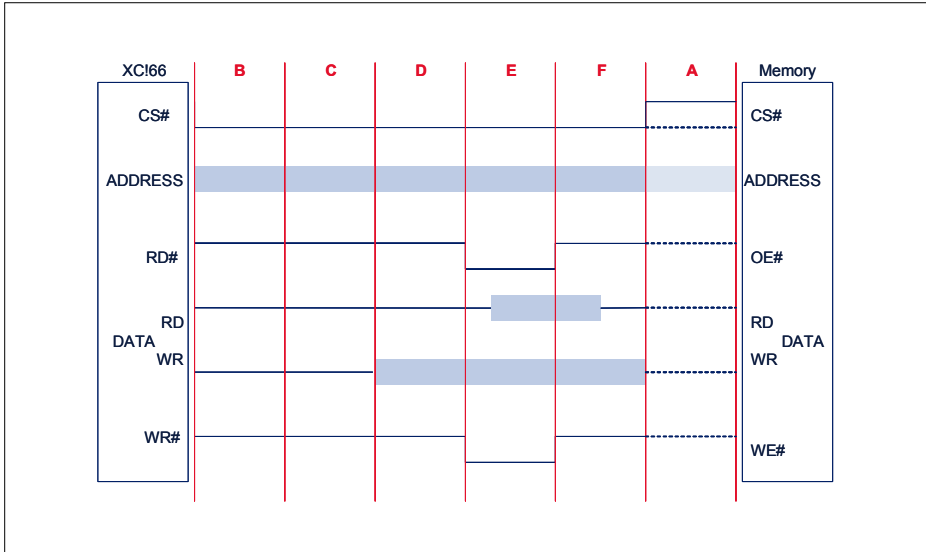 XC!66 B C D E F A Memory
CS# CS#
ADDRESS ADDRESS
RD# OE#
RD RD
DATA DATA
WR WR
WR# WE#